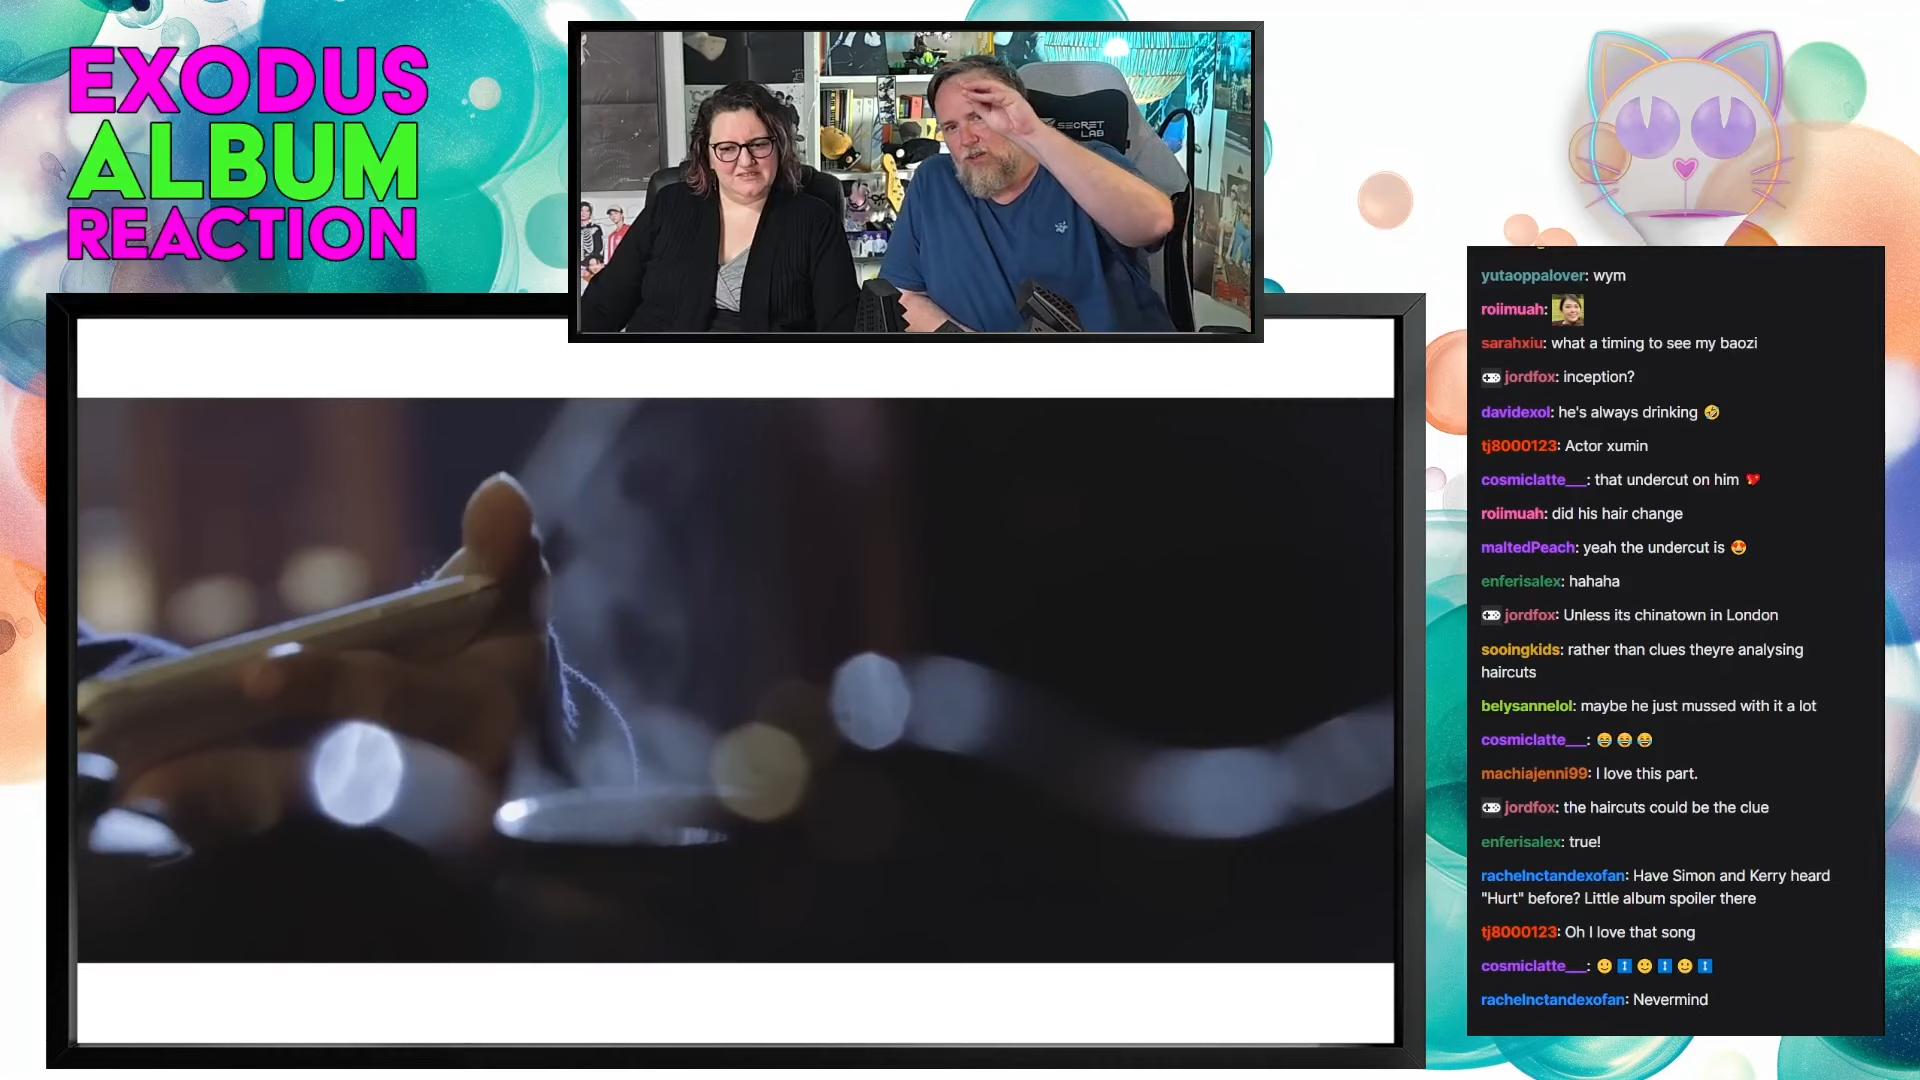 EXODUS
ALBUM
REACTION
SECRET
LAB
yutaoppalover: wym
roiimuah:
sarahxiu: what a timing to see my baozi
jordfox: inception?
davidexol: he's always drinking 🤣
tj8000123: Actor xumin
cosmiclatte__: that undercut on him 💖
roiimuah: did his hair change
maltedPeach: yeah the undercut is 😍
enferisalex: hahaha
jordfox: Unless its chinatown in London
sooingkids: rather than clues theyre analysing
haircuts
belysannelol: maybe he just mussed with it a lot
cosmiclatte__: 😂 😂 😂
machiajenni99: I love this part.
jordfox: the haircuts could be the clue
enferisalex: true!
rachelnctandexofan: Have Simon and Kerry heard
"Hurt" before? Little album spoiler there
tj8000123: Oh I love that song
cosmiclatte__: 🙂 ↕️ 🙂 ↕️ 🙂 ↕️
rachelnctandexofan: Nevermind